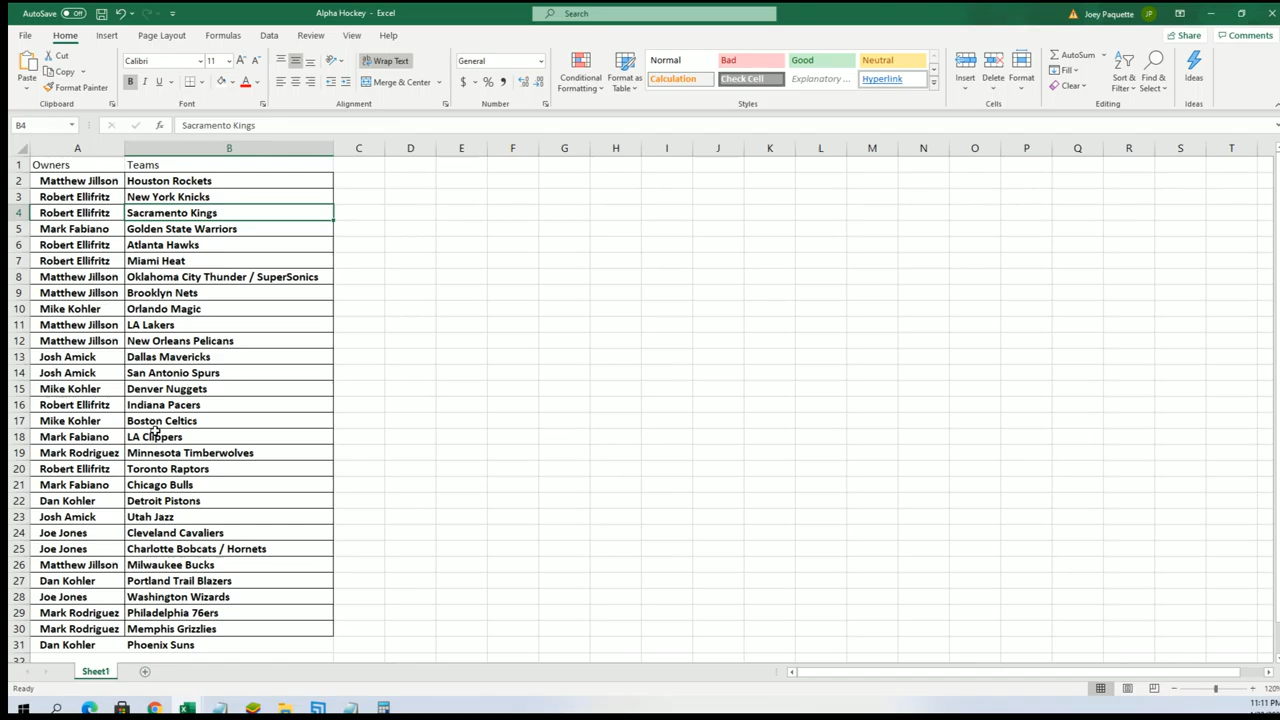 AutoSave Off Alpha Hockey - Excel Search Joey Paquette JP
File Home Insert Page Layout Formulas Data Review View Help Share Comments
Paste Cut Copy Format Painter Clipboard
Calibri 11 B I U A Font
Wrap Text Merge & Center Alignment
General $ % Number
Conditional Formatting Format as Table
Normal Bad Good Neutral
Calculation Check Cell Explanatory ... Hyperlink
Styles
Insert Delete Format Cells
AutoSum Fill Clear Sort & Filter Find & Select Editing
Ideas Ideas
B4 fx Sacramento Kings
A B C D E F G H I J K L M N O P Q R S T
1 Owners Teams
2 Matthew Jillson Houston Rockets
3 Robert Ellifritz New York Knicks
4 Robert Ellifritz Sacramento Kings
5 Mark Fabiano Golden State Warriors
6 Robert Ellifritz Atlanta Hawks
7 Robert Ellifritz Miami Heat
8 Matthew Jillson Oklahoma City Thunder / SuperSonics
9 Matthew Jillson Brooklyn Nets
10 Mike Kohler Orlando Magic
11 Matthew Jillson LA Lakers
12 Matthew Jillson New Orleans Pelicans
13 Josh Amick Dallas Mavericks
14 Josh Amick San Antonio Spurs
15 Mike Kohler Denver Nuggets
16 Robert Ellifritz Indiana Pacers
17 Mike Kohler Boston Celtics
18 Mark Fabiano LA Clippers
19 Mark Rodriguez Minnesota Timberwolves
20 Robert Ellifritz Toronto Raptors
21 Mark Fabiano Chicago Bulls
22 Dan Kohler Detroit Pistons
23 Josh Amick Utah Jazz
24 Joe Jones Cleveland Cavaliers
25 Joe Jones Charlotte Bobcats / Hornets
26 Matthew Jillson Milwaukee Bucks
27 Dan Kohler Portland Trail Blazers
28 Joe Jones Washington Wizards
29 Mark Rodriguez Philadelphia 76ers
30 Mark Rodriguez Memphis Grizzlies
31 Dan Kohler Phoenix Suns
32
Sheet1
Ready 120%
11:11 PM